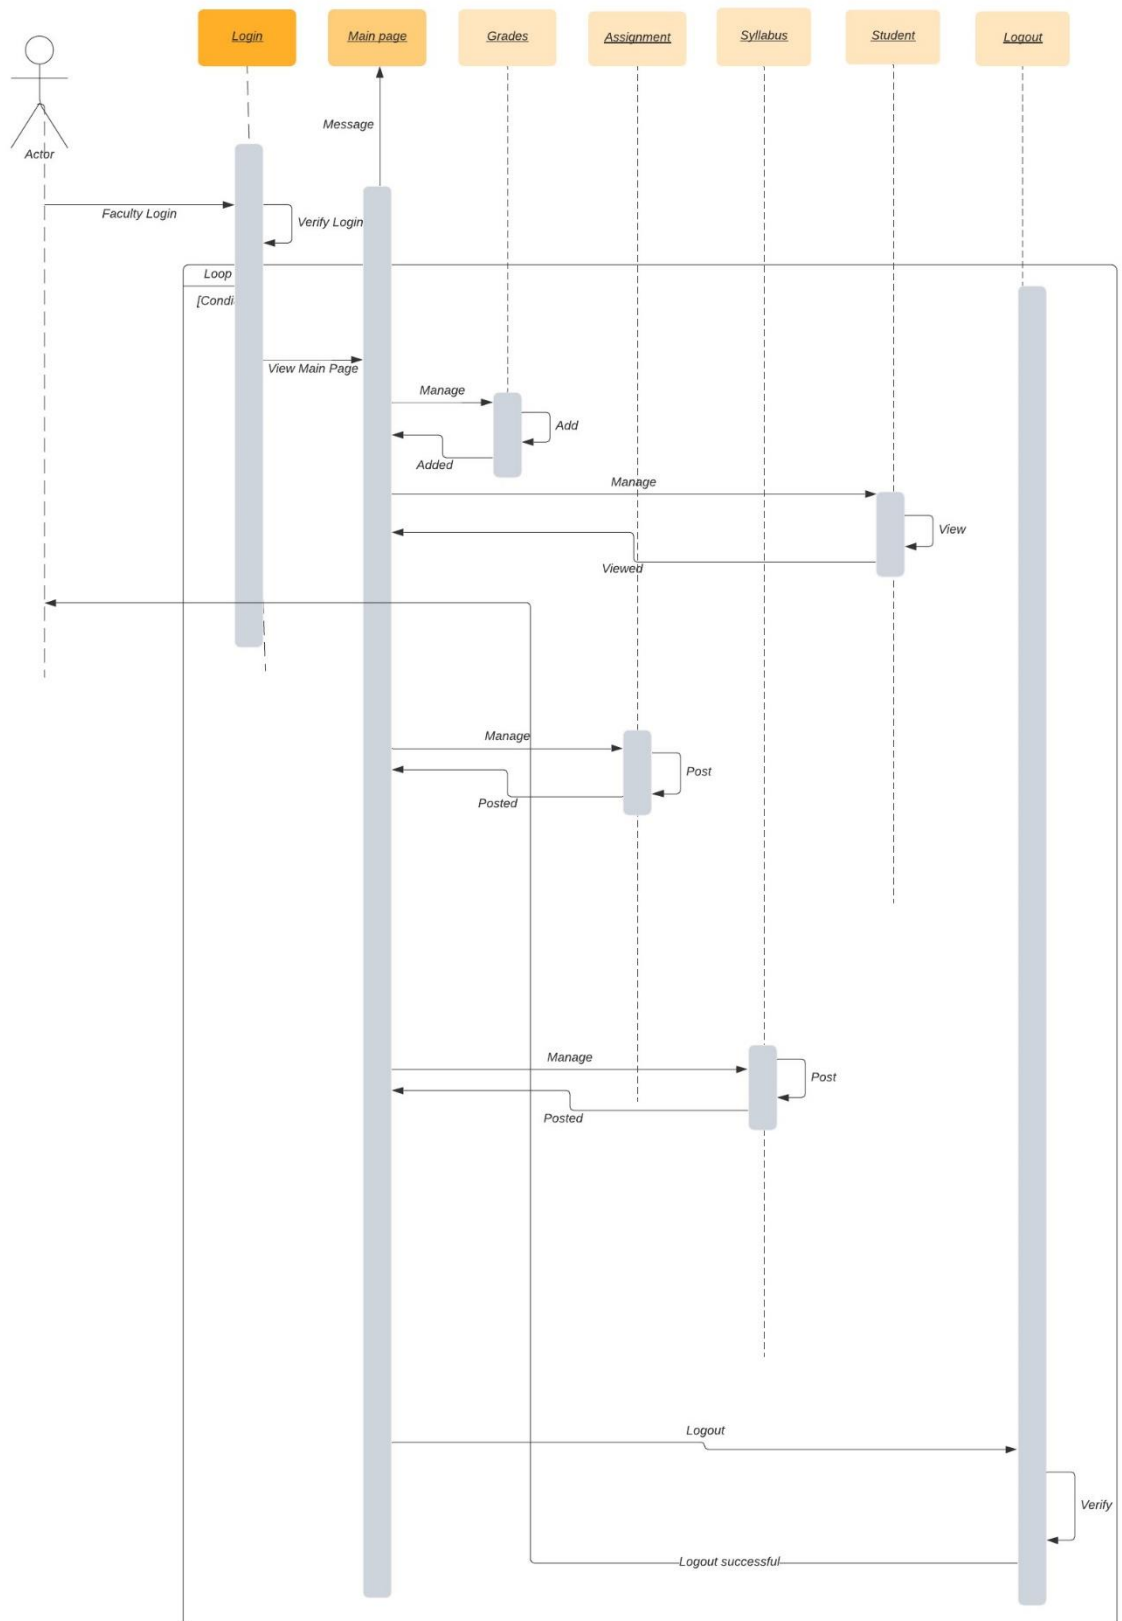 Login
Main page
Grades
Assignment
Syllabus
Student
Logout
Message
Actor
Faculty Login
Verify Login
Loop
[Condi
View Main Page
Manage
Add
Added
Manage
View
Viewed
Manage
Post
Posted
Manage
Post
Posted
Logout
Verify
Logout successful